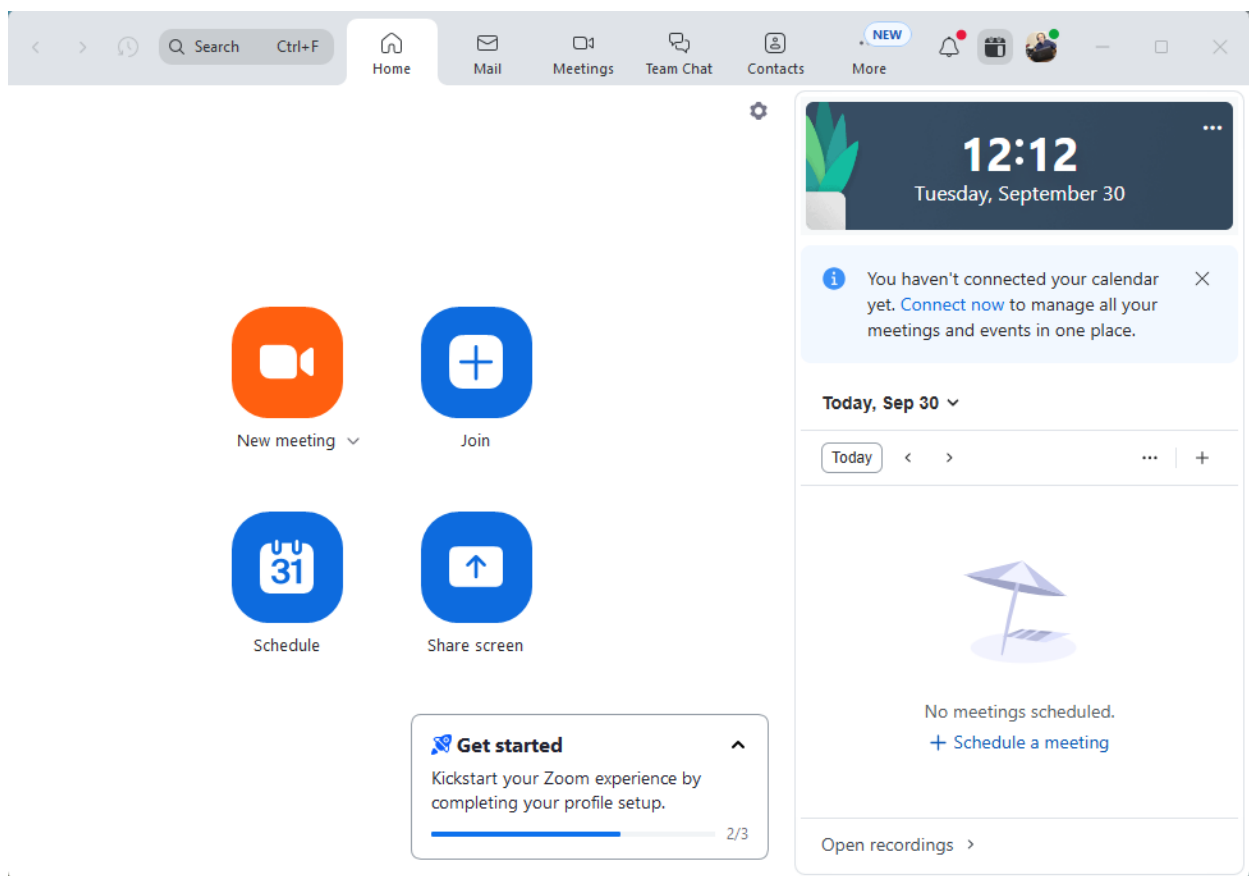 Search Ctrl+F
Home
Mail
Meetings
Team Chat
Contacts
NEW
More
12:12
Tuesday, September 30
You haven't connected your calendar
yet. Connect now to manage all your
meetings and events in one place.
Today, Sep 30
Today
New meeting
Join
31
Schedule
Share screen
No meetings scheduled.
+ Schedule a meeting
Get started
Kickstart your Zoom experience by
completing your profile setup.
2/3
Open recordings